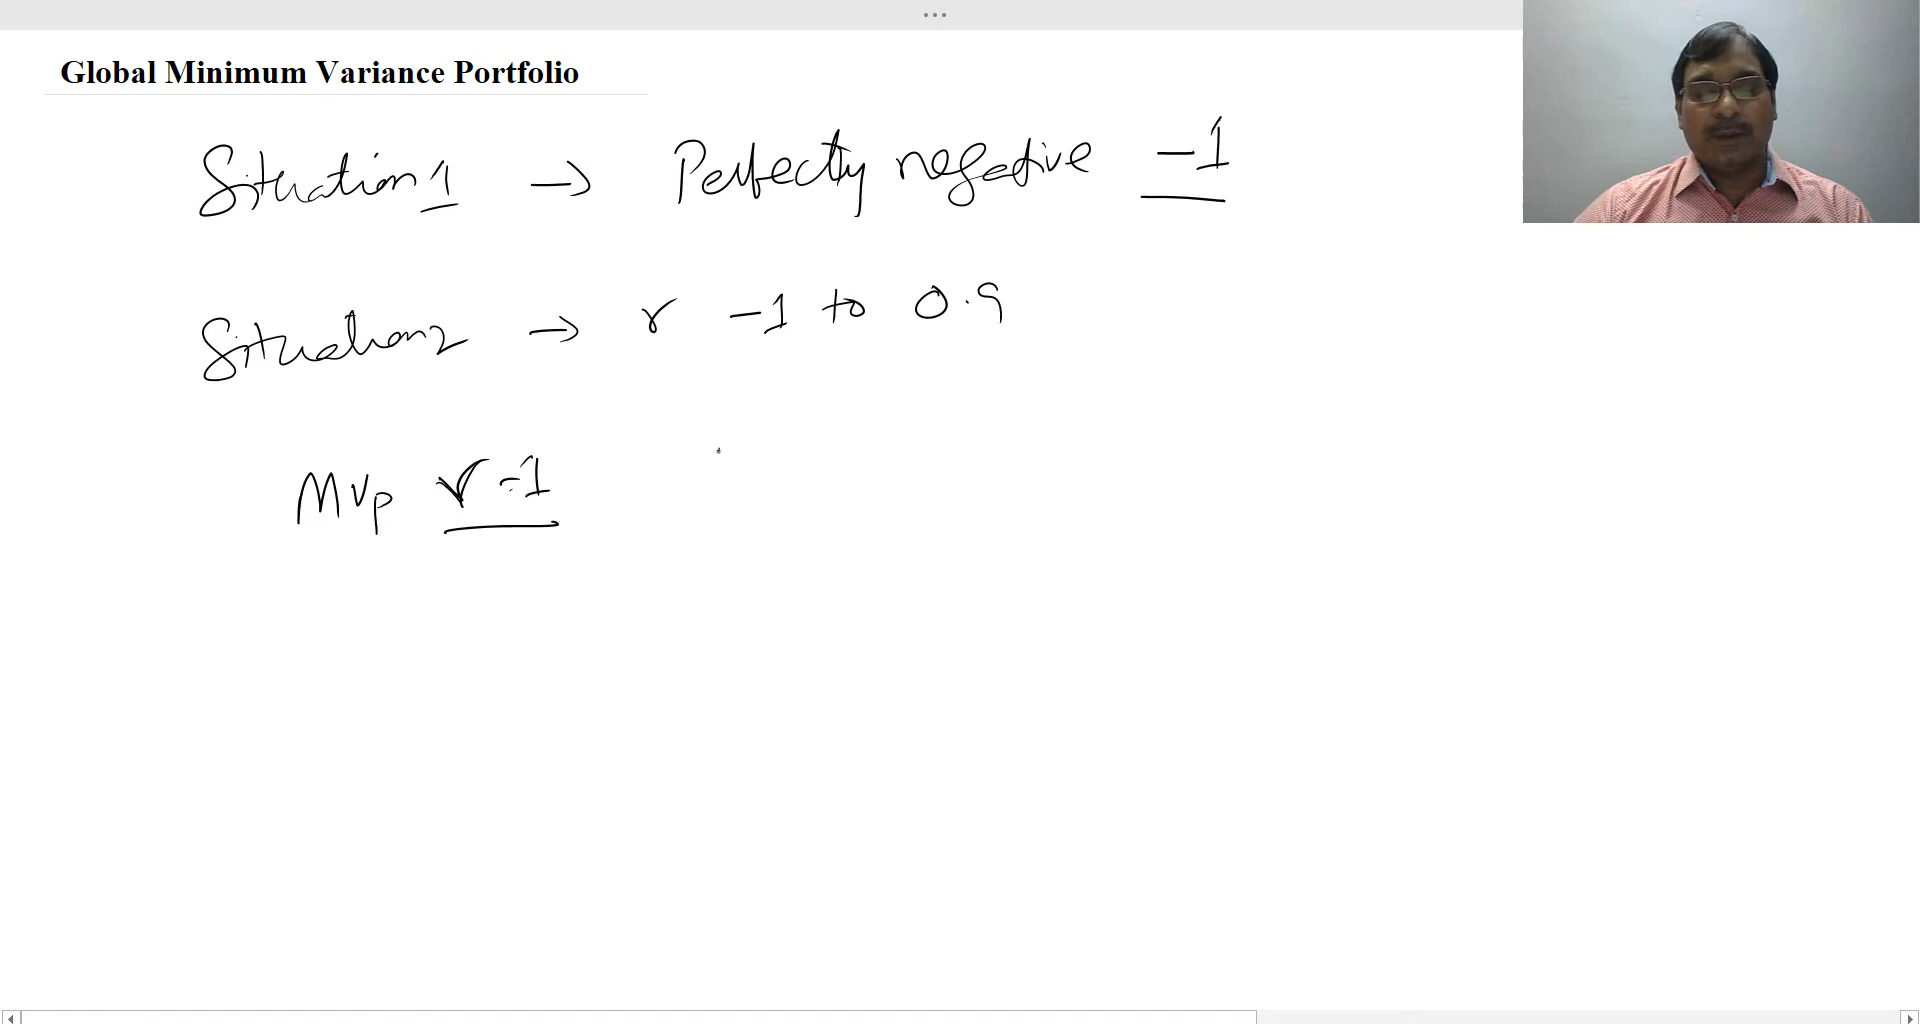 Global Minimum Variance Portfolio
Situation 1 → Perfectly negative -1
Situation 2 → r -1 to 0.9
MVP r -1